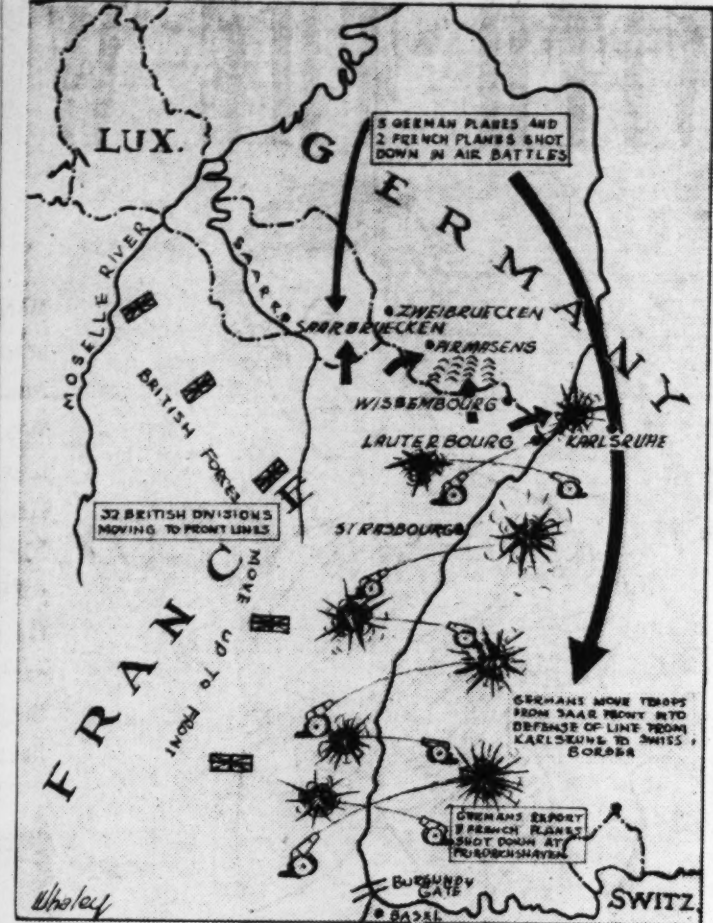 LUX.
GERMANY
5 GERMAN PLANES AND
2 FRENCH PLANES SHOT
DOWN IN AIR BATTLES
MOSELLE RIVER
SAARE
ZWEIBRUECKEN
SAARBRUECKEN
PIRMASENS
WISSEMBOURG
LAUTERBOURG
KARLSRUHE
BRITISH FORCES
MOVE UP TO FRONT
32 BRITISH DIVISIONS
MOVING TO FRONT LINES
STRASBOURG
FRANCE
GERMANS MOVE TROOPS
FROM SAAR FRONT INTO
DEFENSE OF LINE FROM
KARLSRUHE TO SWISS
BORDER
GERMANS REPORT
FRENCH PLANES
SHOT DOWN AT
FRIEDRICHSHAVEN
BURGUNDY
GATE
BASEL
SWITZ.
Whaley